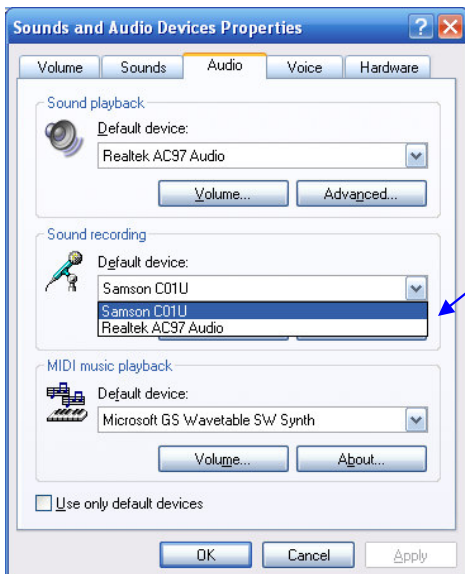 Sounds and Audio Devices Properties
Volume Sounds Audio Voice Hardware
Sound playback
Default device:
Realtek AC97 Audio
Volume... Advanced...
Sound recording
Default device:
Samson C01U
Samson C01U
Realtek AC97 Audio
MIDI music playback
Default device:
Microsoft GS Wavetable SW Synth
Volume... About...
Use only default devices
OK Cancel Apply